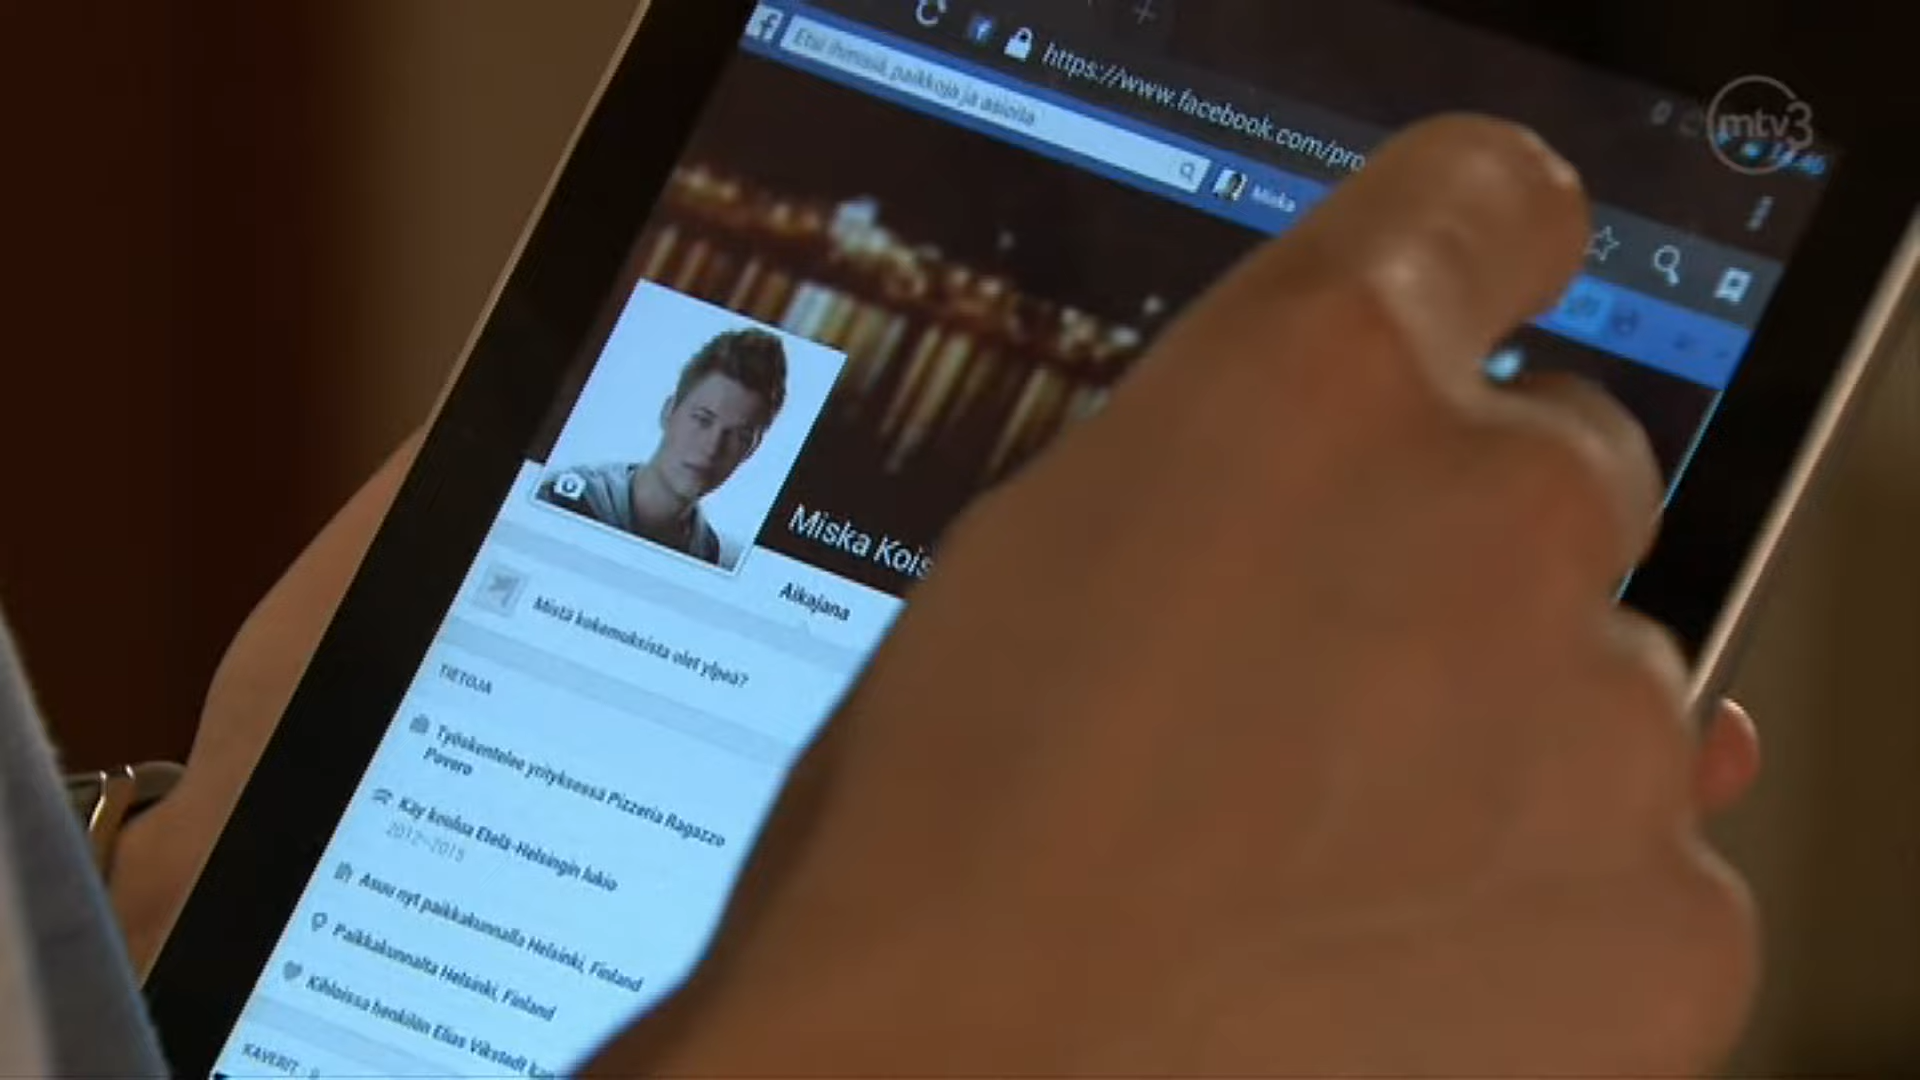 mtv3
https://www.facebook.com/pro
Etsi ihmisiä, paikkoja ja asioita
Miska
Miska Kois
Aikajana
Mistä kokemuksista olet ylpeä?
TIETOJA
Työskentelee yrityksessä Pizzeria Ragazzo
Povero
Käy koulua Etelä-Helsingin lukio
2012–2015
Asuu nyt paikkakunnalla Helsinki, Finland
Paikkakunnalta Helsinki, Finland
Kihloissa henkilön Elias Vikstedt kan
KAVERIT